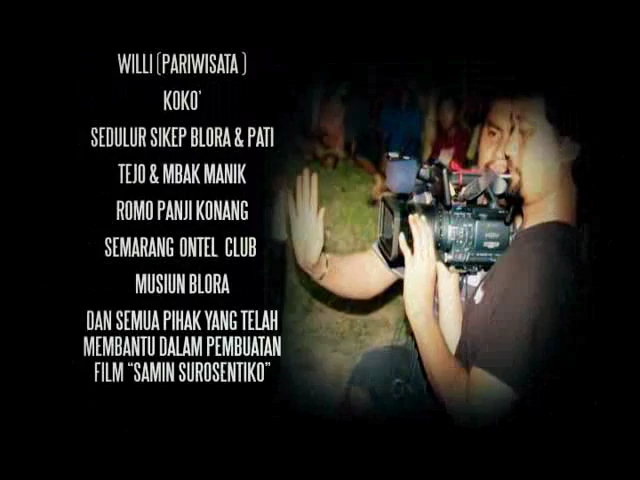 WILLI (PARIWISATA )
KOKO'
SEDULUR SIKEP BLORA & PATI
TEJO & MBAK MANIK
ROMO PANJI KONANG
SEMARANG ONTEL CLUB
MUSIUN BLORA
DAN SEMUA PIHAK YANG TELAH
MEMBANTU DALAM PEMBUATAN
FILM “SAMIN SUROSENTIKO”